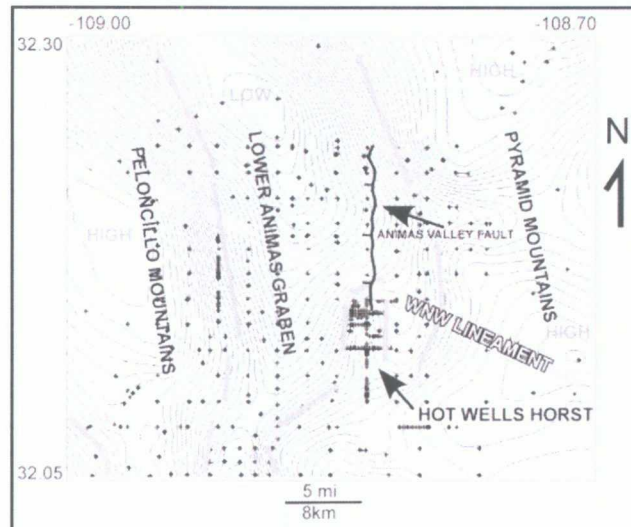 -109.00
-108.70
32.30
HIGH
LOW
N
PELONCILLO MOUNTAINS
LOWER ANIMAS GRABEN
PYRAMID MOUNTAINS
ANIMAS VALLEY FAULT
HIGH
WNW LINEAMENT
HIGH
HOT WELLS HORST
32.05
5 mi
8km